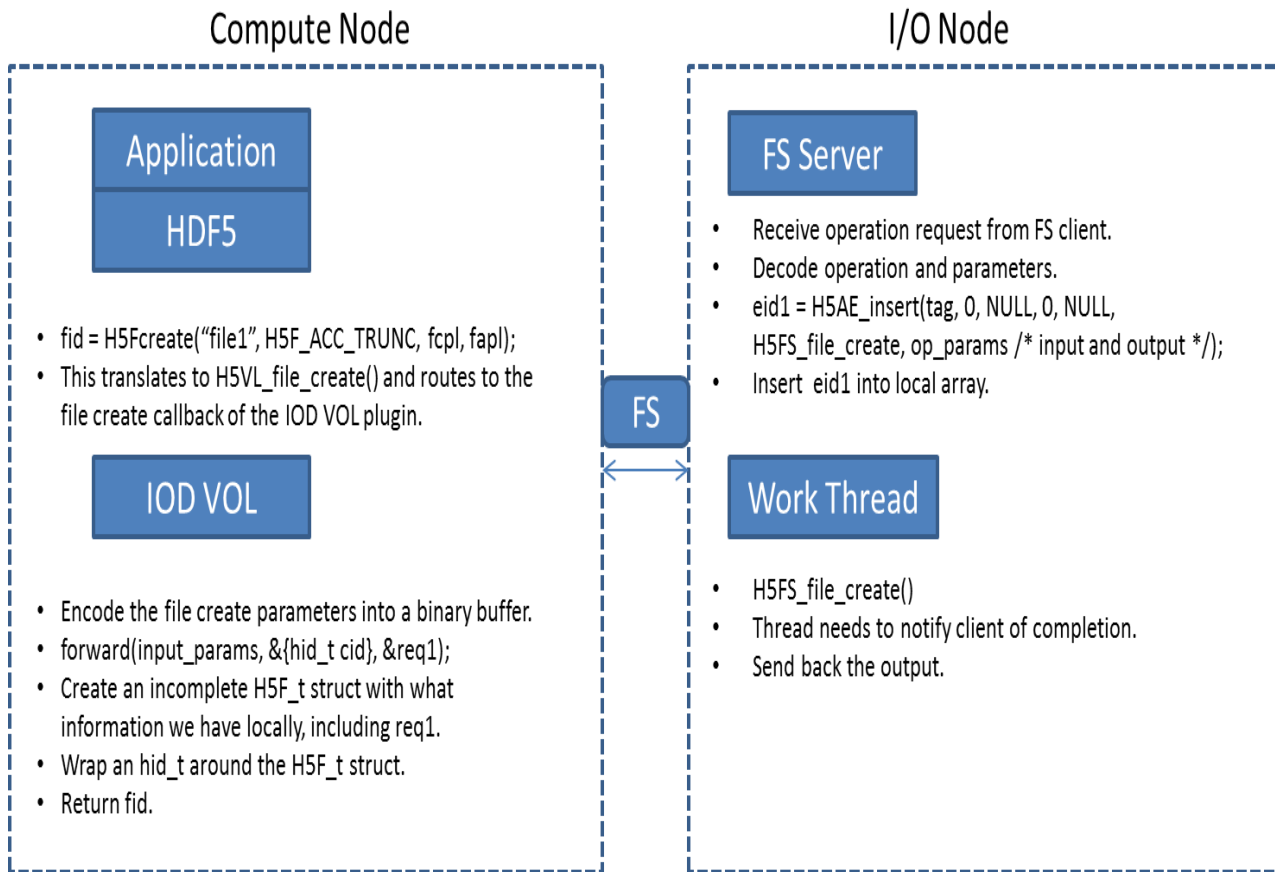 Compute Node
Application
HDF5
• fid = H5Fcreate(“file1”, H5F_ACC_TRUNC, fcpl, fapl);
• This translates to H5VL_file_create() and routes to the
file create callback of the IOD VOL plugin.
IOD VOL
• Encode the file create parameters into a binary buffer.
• forward(input_params, &{hid_t cid}, &req1);
• Create an incomplete H5F_t struct with what
information we have locally, including req1.
• Wrap an hid_t around the H5F_t struct.
• Return fid.
FS
I/O Node
FS Server
• Receive operation request from FS client.
• Decode operation and parameters.
• eid1 = H5AE_insert(tag, 0, NULL, 0, NULL,
H5FS_file_create, op_params /* input and output */);
• Insert eid1 into local array.
Work Thread
• H5FS_file_create()
• Thread needs to notify client of completion.
• Send back the output.